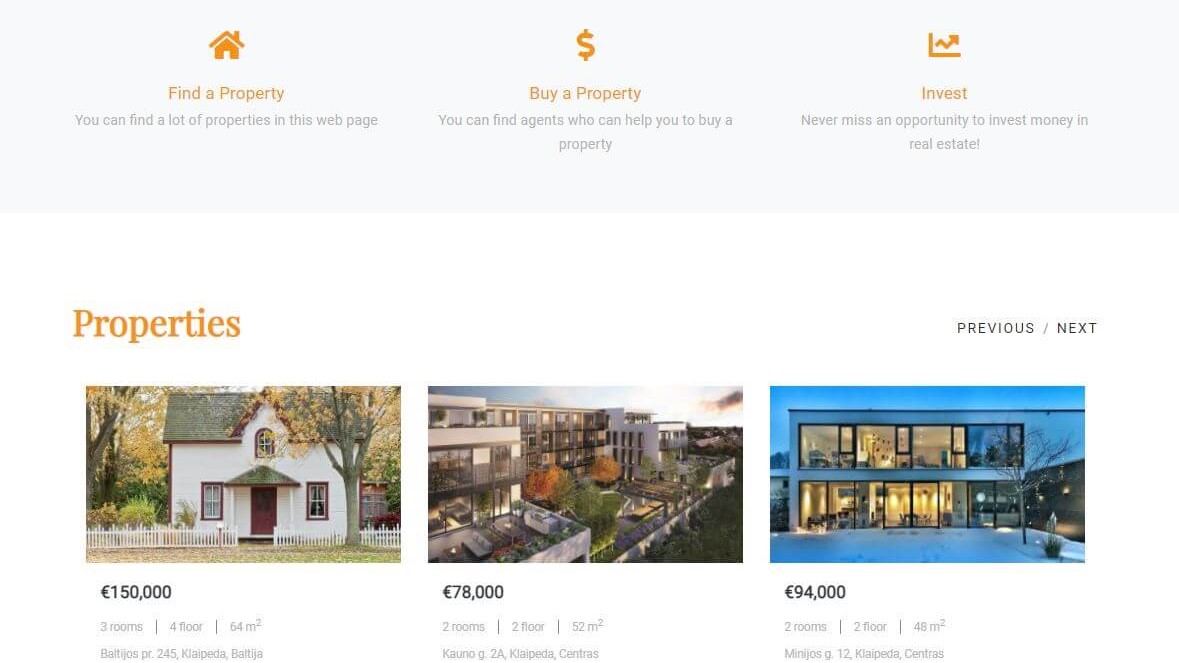 Find a Property
You can find a lot of properties in this web page
Buy a Property
You can find agents who can help you to buy a
property
Invest
Never miss an opportunity to invest money in
real estate!
Properties
PREVIOUS / NEXT
€150,000
3 rooms | 4 floor | 64 m²
Baltijos pr. 245, Klaipeda, Baltija
€78,000
2 rooms | 2 floor | 52 m²
Kauno g. 2A, Klaipeda, Centras
€94,000
2 rooms | 2 floor | 48 m²
Minijos g. 12, Klaipeda, Centras